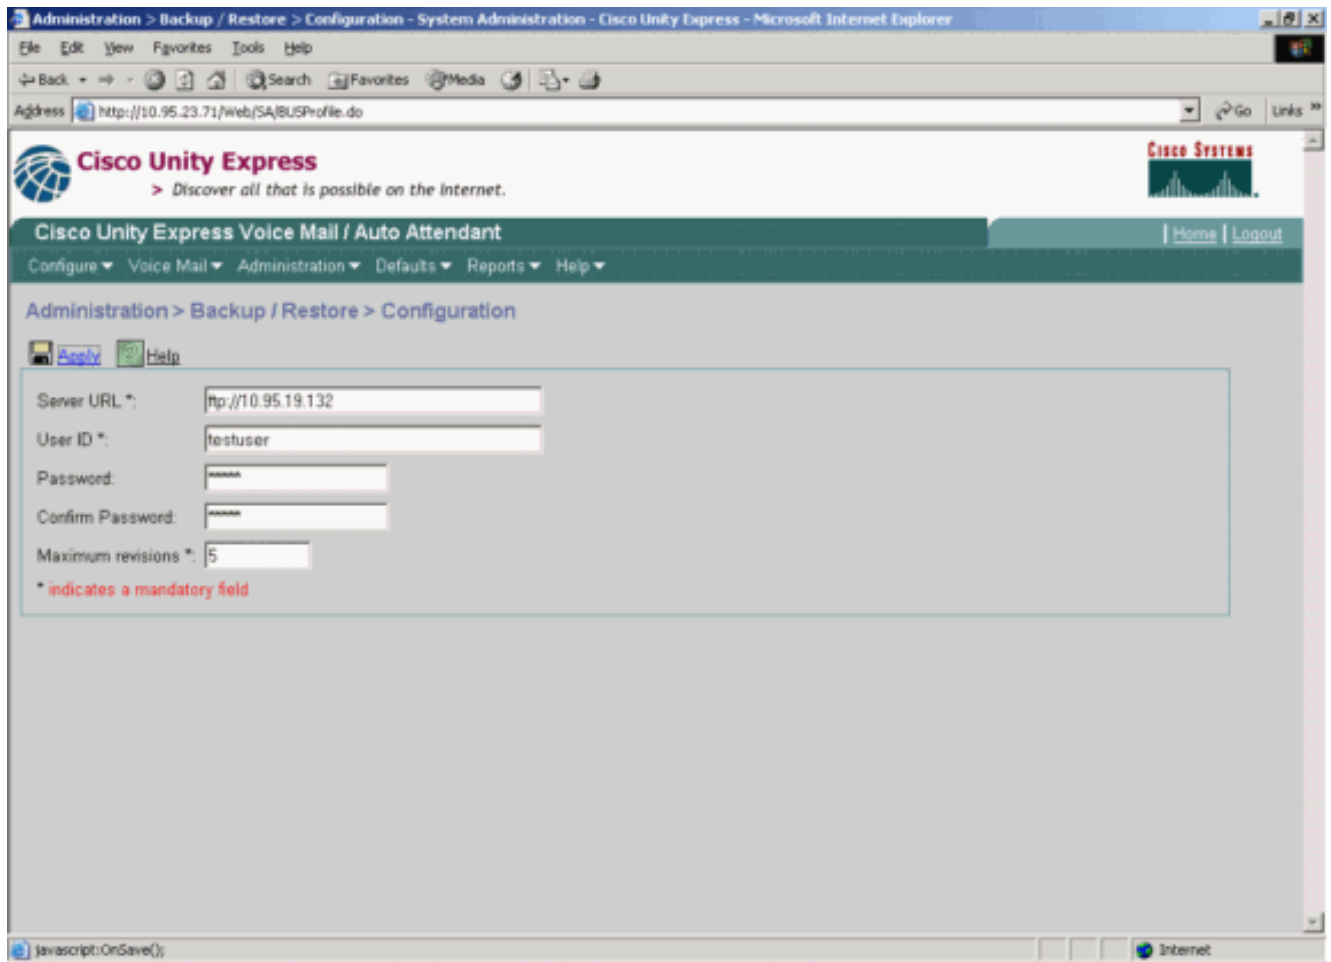 Administration > Backup / Restore > Configuration - System Administration - Cisco Unity Express - Microsoft Internet Explorer
File Edit View Favorites Tools Help
Back Search Favorites Media
Address http://10.95.23.71/Web/SA/BUSProfile.do Go Links »
Cisco Unity Express
> Discover all that is possible on the Internet.
CISCO SYSTEMS
Cisco Unity Express Voice Mail / Auto Attendant
| Home | Logout
Configure Voice Mail Administration Defaults Reports Help
Administration > Backup / Restore > Configuration
Apply Help
Server URL *: ftp://10.95.19.132
User ID *: testuser
Password: *****
Confirm Password: *****
Maximum revisions *: 5
* indicates a mandatory field
javascript:OnSave(); Internet